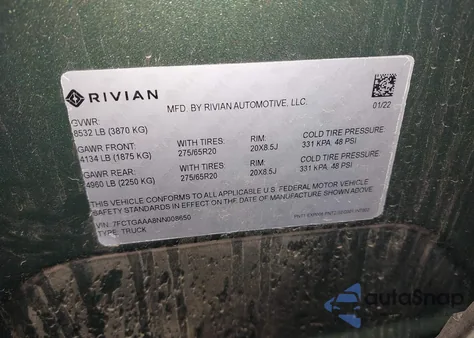 RIVIAN
MFD. BY RIVIAN AUTOMOTIVE, LLC.
01/22
GVWR:
8532 LB (3870 KG)
GAWR FRONT: WITH TIRES: RIM: COLD TIRE PRESSURE
4134 LB (1875 KG) 275/65R20 20X8.5J 331 KPA, 48 PSI
GAWR REAR: WITH TIRES: RIM: COLD TIRE PRESSURE
4960 LB (2250 KG) 275/65R20 20X8.5J 331 KPA, 48 PSI
THIS VEHICLE CONFORMS TO ALL APPLICABLE U.S. FEDERAL MOTOR VEHICLE
SAFETY STANDARDS IN EFFECT ON THE DATE OF MANUFACTURE SHOWN ABOVE.
VIN: 7FCTGAAA8NN008650
TYPE: TRUCK
autoSnap